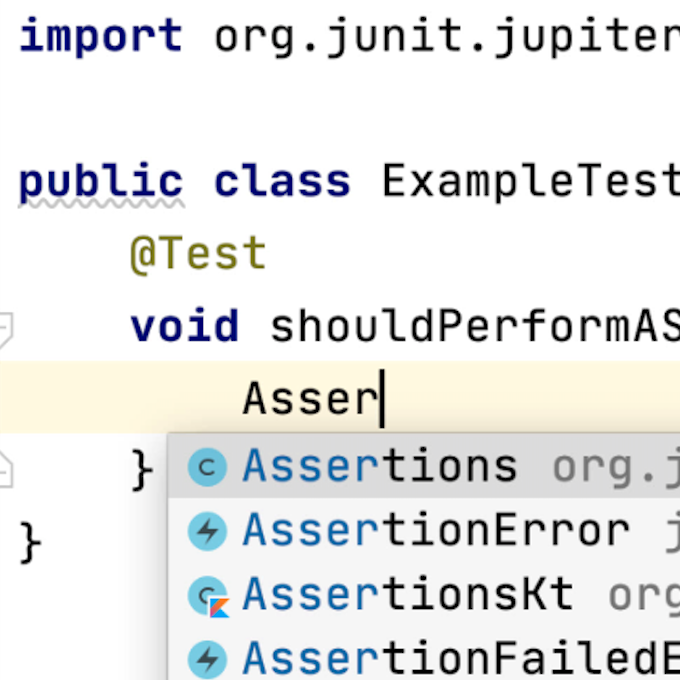 import org.junit.jupiter
public class ExampleTest
@Test
void shouldPerformAS
Asser
} Assertions org.j
AssertionError j
} AssertionsKt org
AssertionFailedE